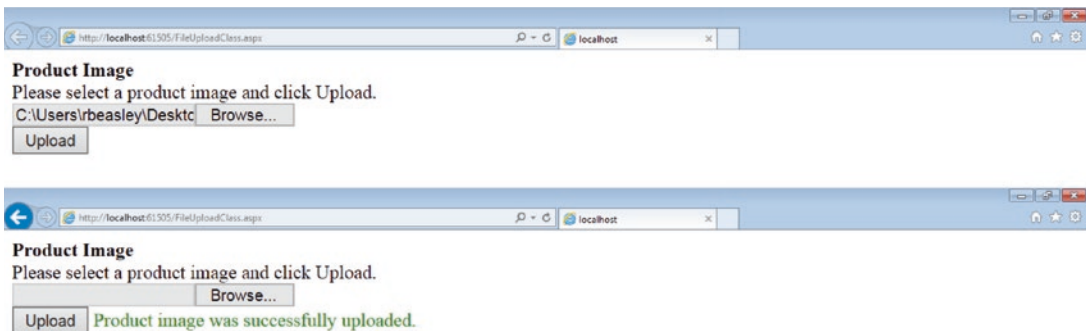 http://localhost:61505/FileUploadClass.aspx
localhost
Product Image
Please select a product image and click Upload.
C:\Users\rbeasley\Desktc Browse...
Upload
http://localhost:61505/FileUploadClass.aspx
localhost
Product Image
Please select a product image and click Upload.
Browse...
Upload Product image was successfully uploaded.